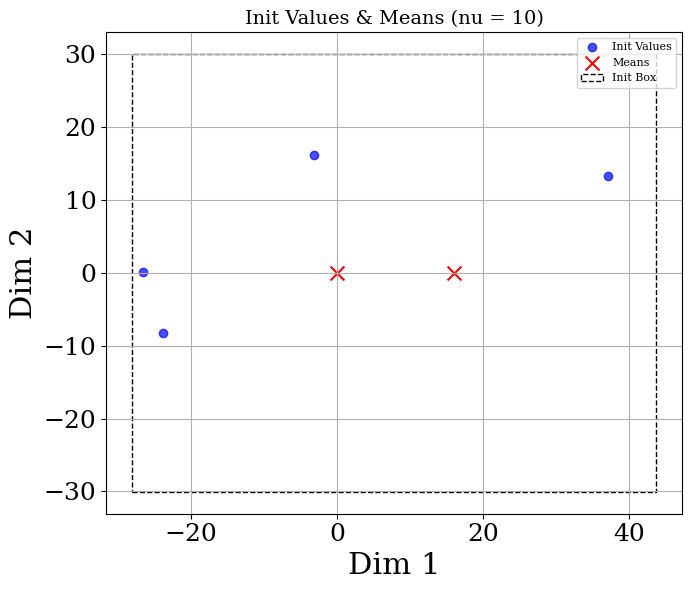 Init Values & Means (nu = 10)
Init Values
Means
Init Box
30
20
10
0
−10
−20
−30
Dim 2
−20
0
20
40
Dim 1